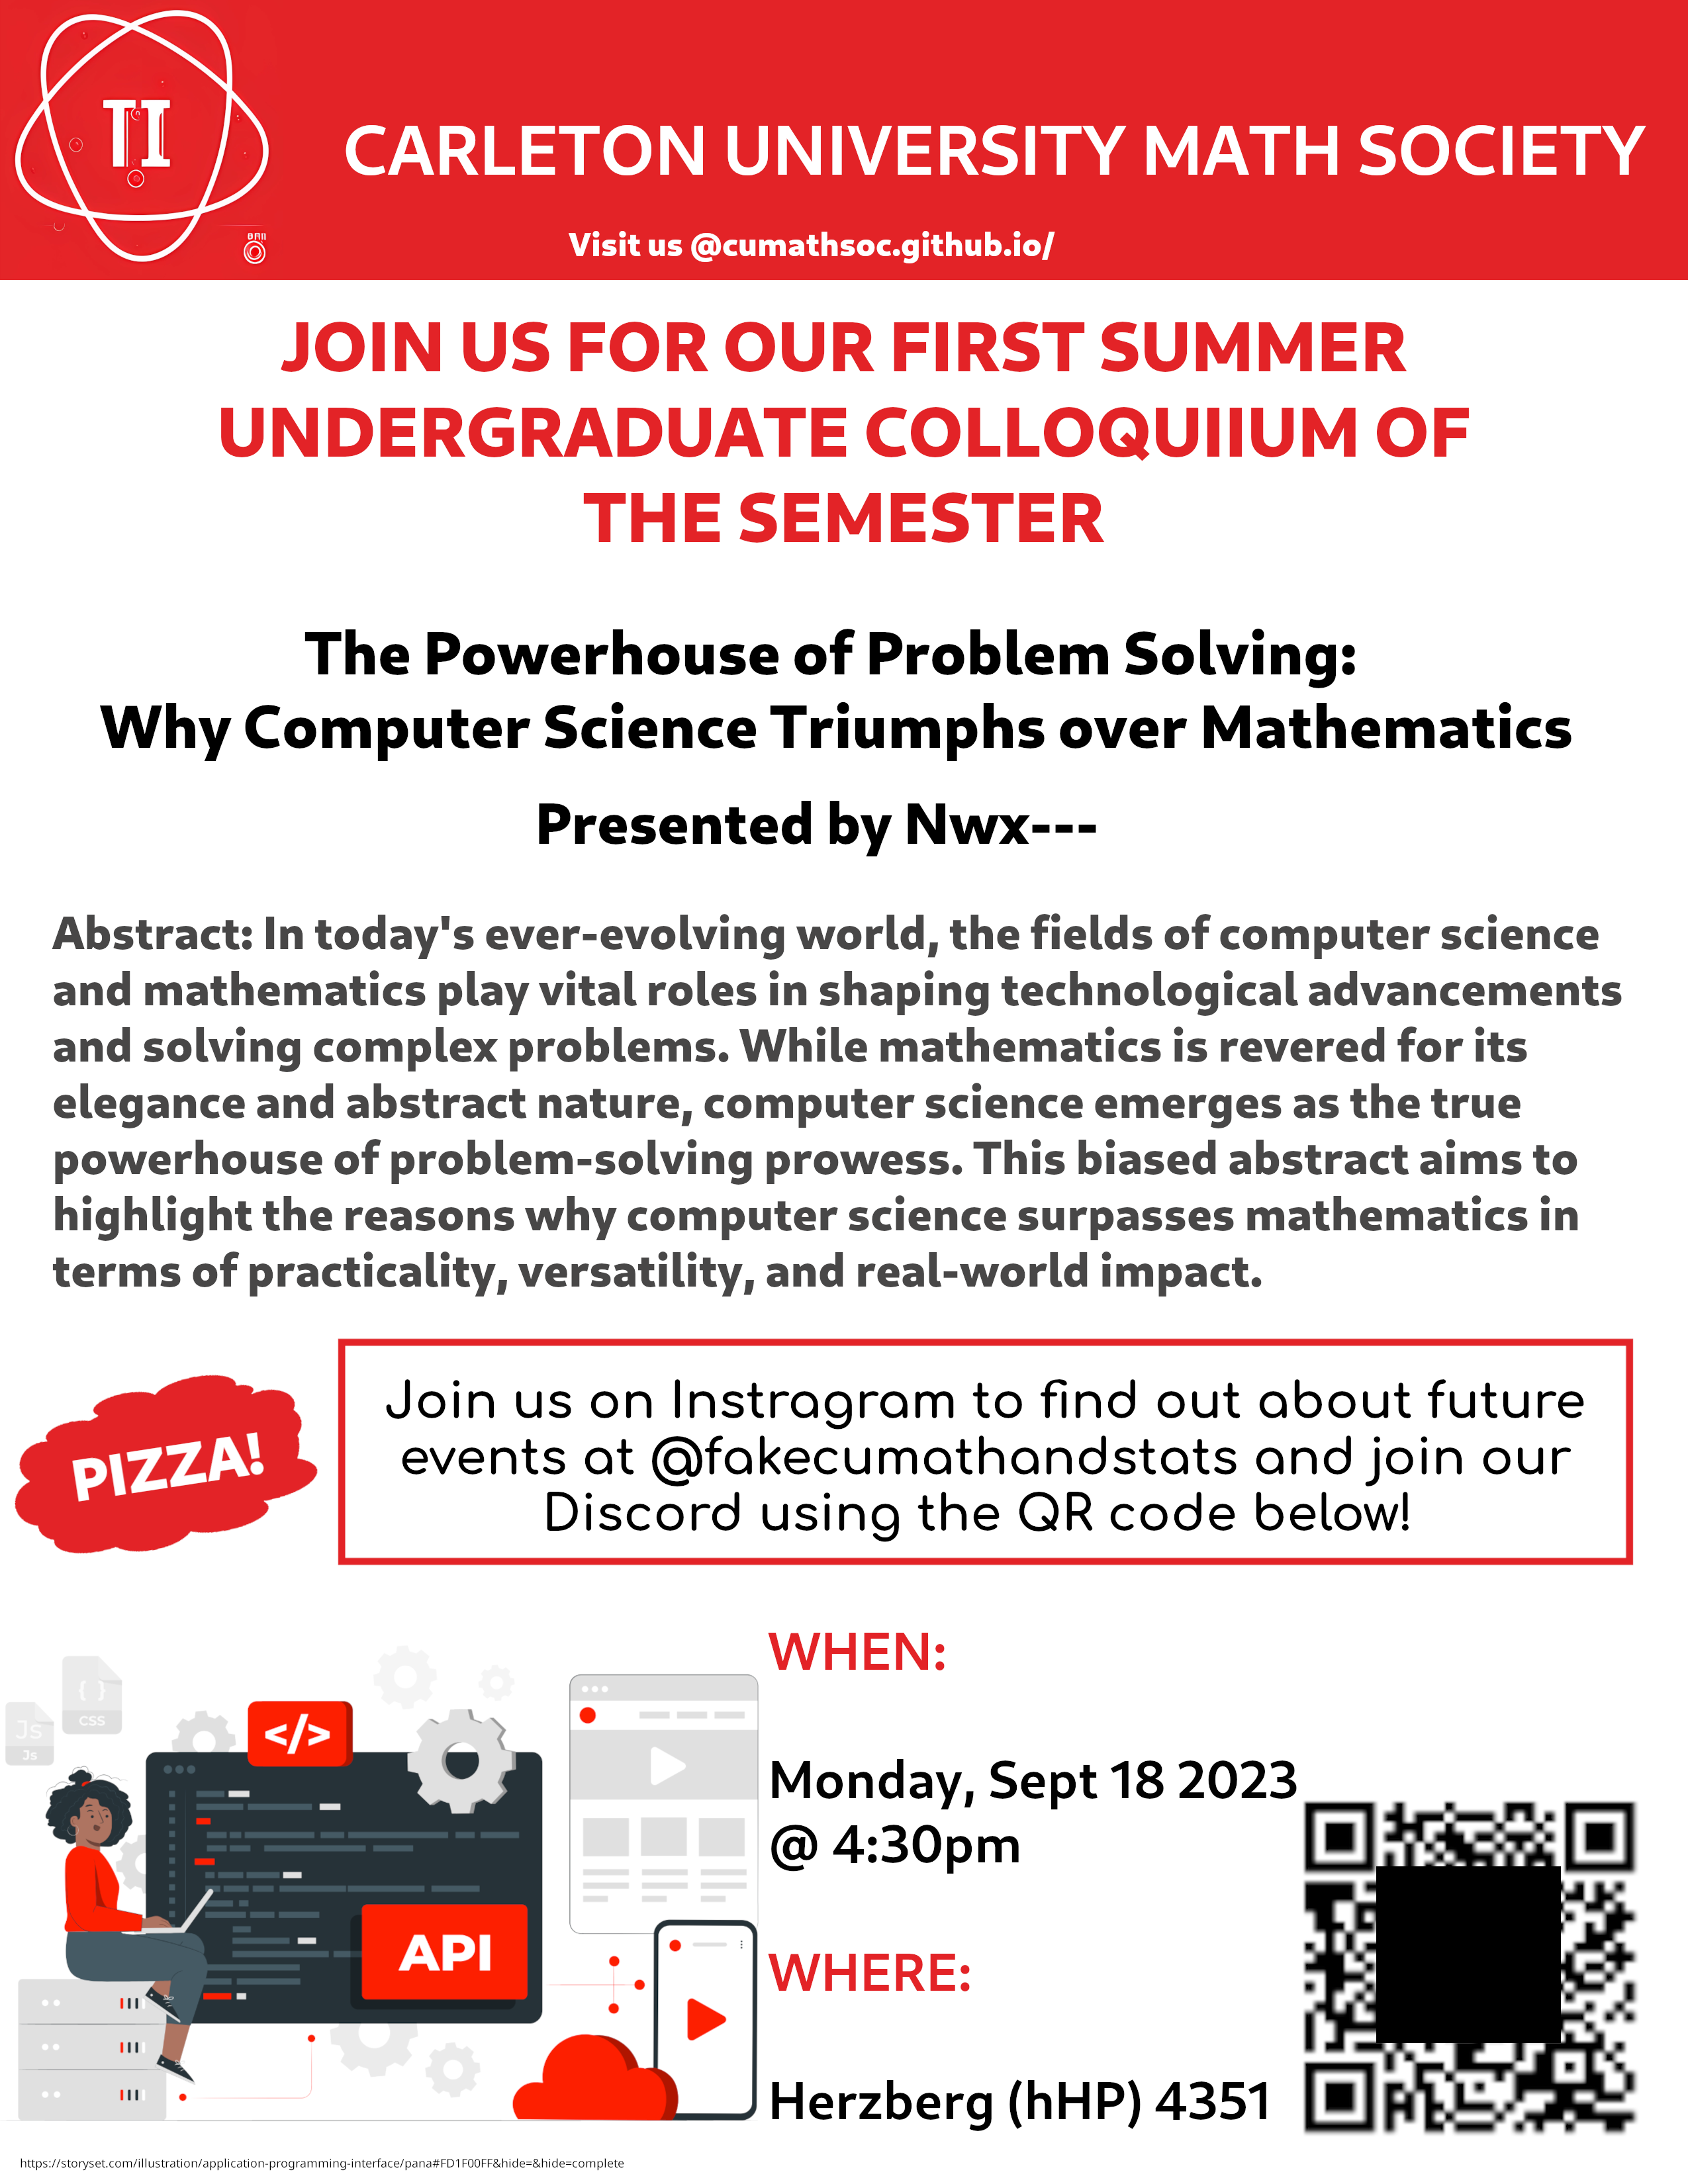 TI
CARLETON UNIVERSITY MATH SOCIETY
Visit us @cumathsoc.github.io/
JOIN US FOR OUR FIRST SUMMER
UNDERGRADUATE COLLOQUIIUM OF
THE SEMESTER
The Powerhouse of Problem Solving:
Why Computer Science Triumphs over Mathematics
Presented by Nwx---
Abstract: In today's ever-evolving world, the fields of computer science
and mathematics play vital roles in shaping technological advancements
and solving complex problems. While mathematics is revered for its
elegance and abstract nature, computer science emerges as the true
powerhouse of problem-solving prowess. This biased abstract aims to
highlight the reasons why computer science surpasses mathematics in
terms of practicality, versatility, and real-world impact.
PIZZA!
Join us on Instragram to find out about future
events at @fakecumathandstats and join our
Discord using the QR code below!
WHEN:
Monday, Sept 18 2023
@ 4:30pm
WHERE:
Herzberg (hHP) 4351
{ }
CSS
Js
Js
</>
API
https://storyset.com/illustration/application-programming-interface/pana#FD1F00FF&hide=&hide=complete